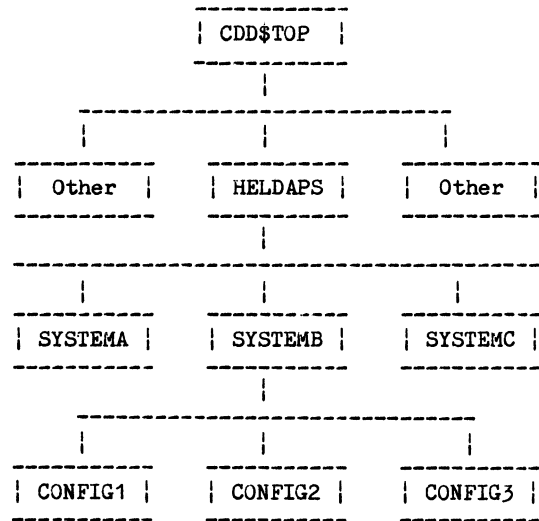 CDD$TOP
Other HELDAPS Other
SYSTEMA SYSTEMB SYSTEMC
CONFIG1 CONFIG2 CONFIG3